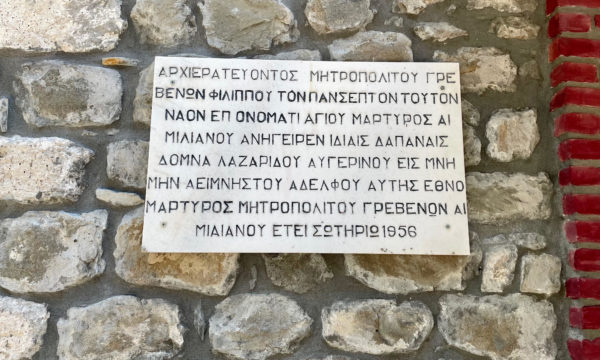 ΑΡΧΙΕΡΑΤΕΥΟΝΤΟΣ ΜΗΤΡΟΠΟΛΙΤΟΥ ΓΡΕ
ΒΕΝΩΝ ΦΙΛΙΠΠΟΥ ΤΟΝ ΠΑΝΣΕΠΤΟΝ ΤΟΥΤΟΝ
ΝΑΟΝ ΕΠ ΟΝΟΜΑΤΙ ΑΓΙΟΥ ΜΑΡΤΥΡΟΣ ΑΙ
ΜΙΛΙΑΝΟΥ ΑΝΗΓΕΙΡΕΝ ΙΔΙΑΙΣ ΔΑΠΑΝΑΙΣ
ΔΟΜΝΑ ΛΑΖΑΡΙΔΟΥ ΑΥΓΕΡΙΝΟΥ ΕΙΣ ΜΝΗ
ΜΗΝ ΑΕΙΜΝΗΣΤΟΥ ΑΔΕΛΦΟΥ ΑΥΤΗΣ ΕΘΝΟ
ΜΑΡΤΥΡΟΣ ΜΗΤΡΟΠΟΛΙΤΟΥ ΓΡΕΒΕΝΩΝ ΑΙ
ΜΙΛΙΑΝΟΥ ΕΤΕΙ ΣΩΤΗΡΙΩ 1956